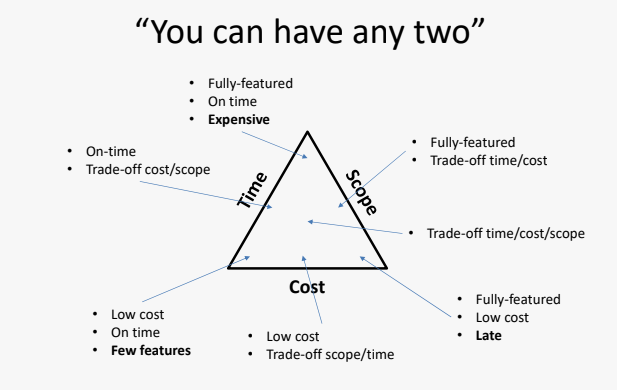 “You can have any two”
• Fully-featured
• On time
• Expensive
• On-time
• Trade-off cost/scope
• Fully-featured
• Trade-off time/cost
Time
Scope
• Trade-off time/cost/scope
Cost
• Low cost
• On time
• Few features
• Low cost
• Trade-off scope/time
• Fully-featured
• Low cost
• Late